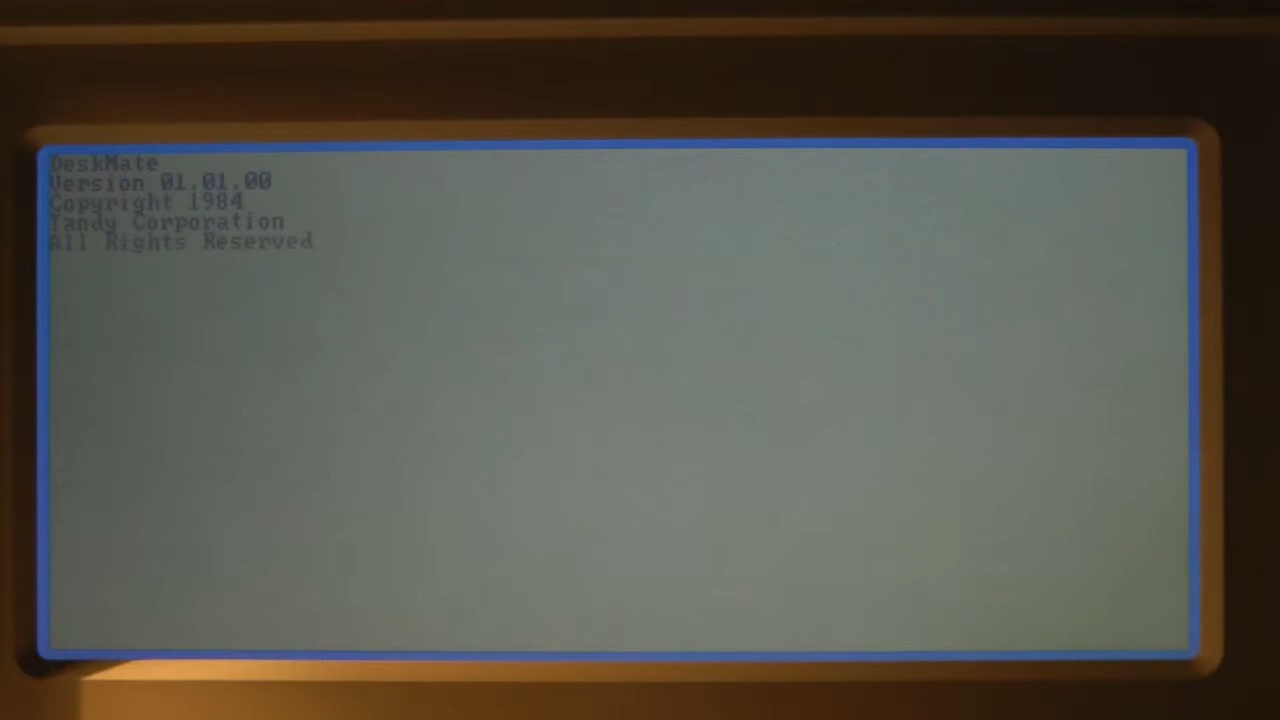 DeskMate
Version 01.01.00
Copyright 1984
Tandy Corporation
All Rights Reserved